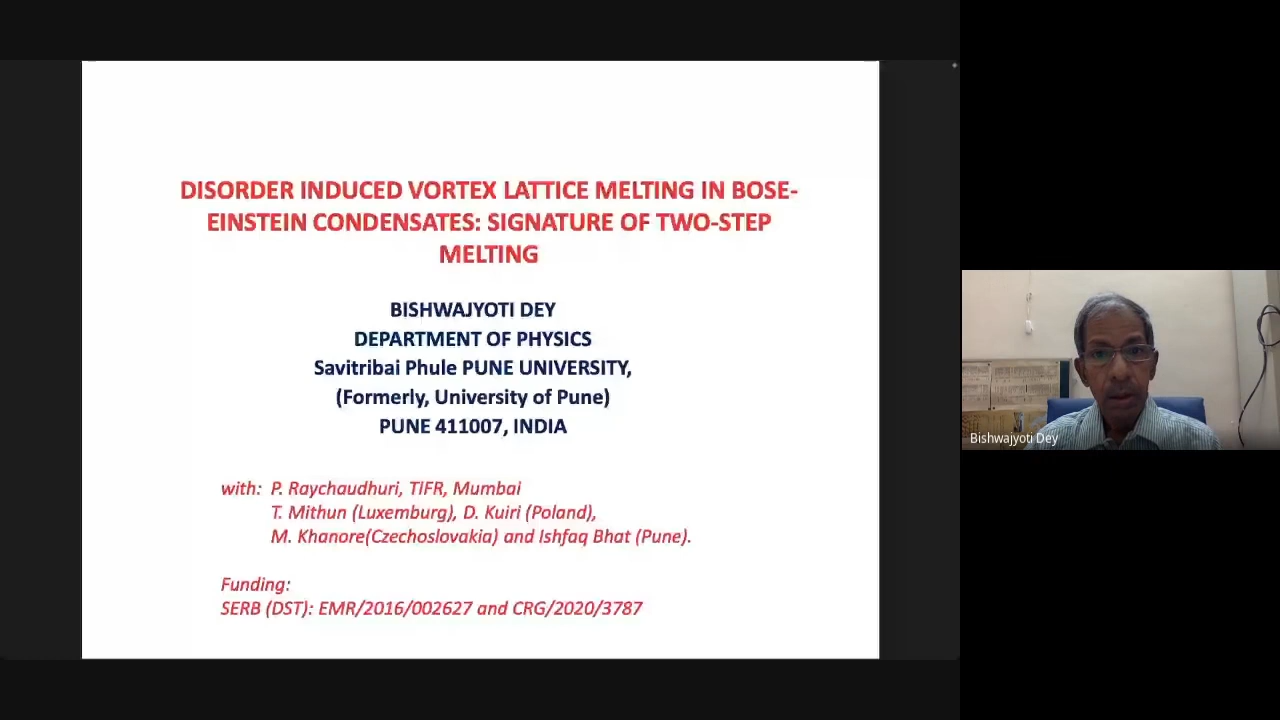 DISORDER INDUCED VORTEX LATTICE MELTING IN BOSE-
EINSTEIN CONDENSATES: SIGNATURE OF TWO-STEP
MELTING
BISHWAJYOTI DEY
DEPARTMENT OF PHYSICS
Savitribai Phule PUNE UNIVERSITY,
(Formerly, University of Pune)
PUNE 411007, INDIA
with: P. Raychaudhuri, TIFR, Mumbai
T. Mithun (Luxemburg), D. Kuiri (Poland),
M. Khanore(Czechoslovakia) and Ishfaq Bhat (Pune).
Funding:
SERB (DST): EMR/2016/002627 and CRG/2020/3787
Bishwajyoti Dey